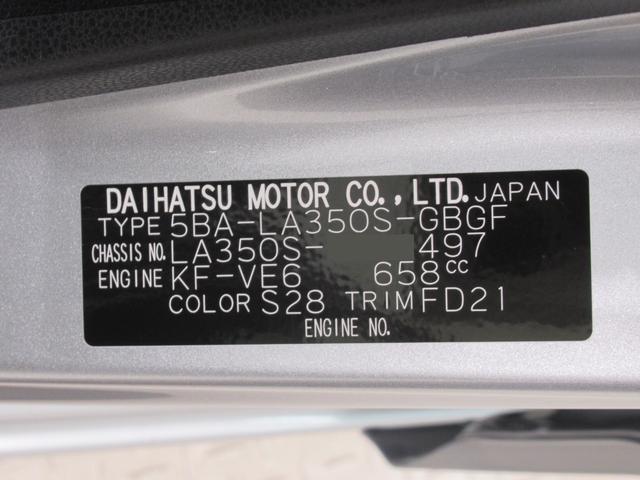 DAIHATSU MOTOR CO.,LTD. JAPAN
TYPE 5BA-LA350S-GBGF
CHASSIS NO. LA350S- 497
ENGINE KF-VE6 658cc
COLOR S28 TRIM FD21
ENGINE NO.